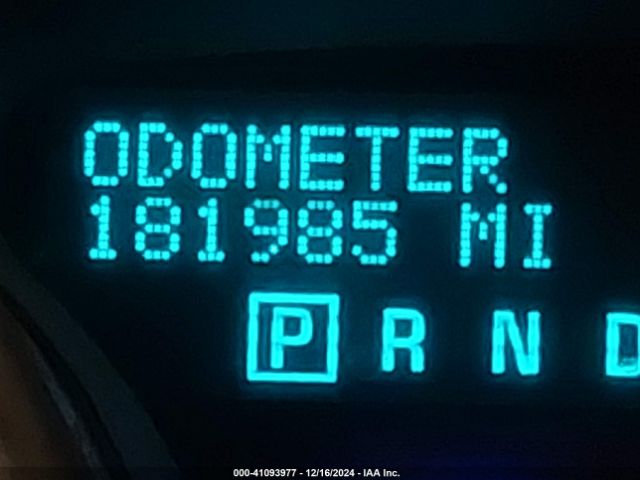 ODOMETER
181985 MI
P R N D
000-41093977 - 12/16/2024 - IAA Inc.